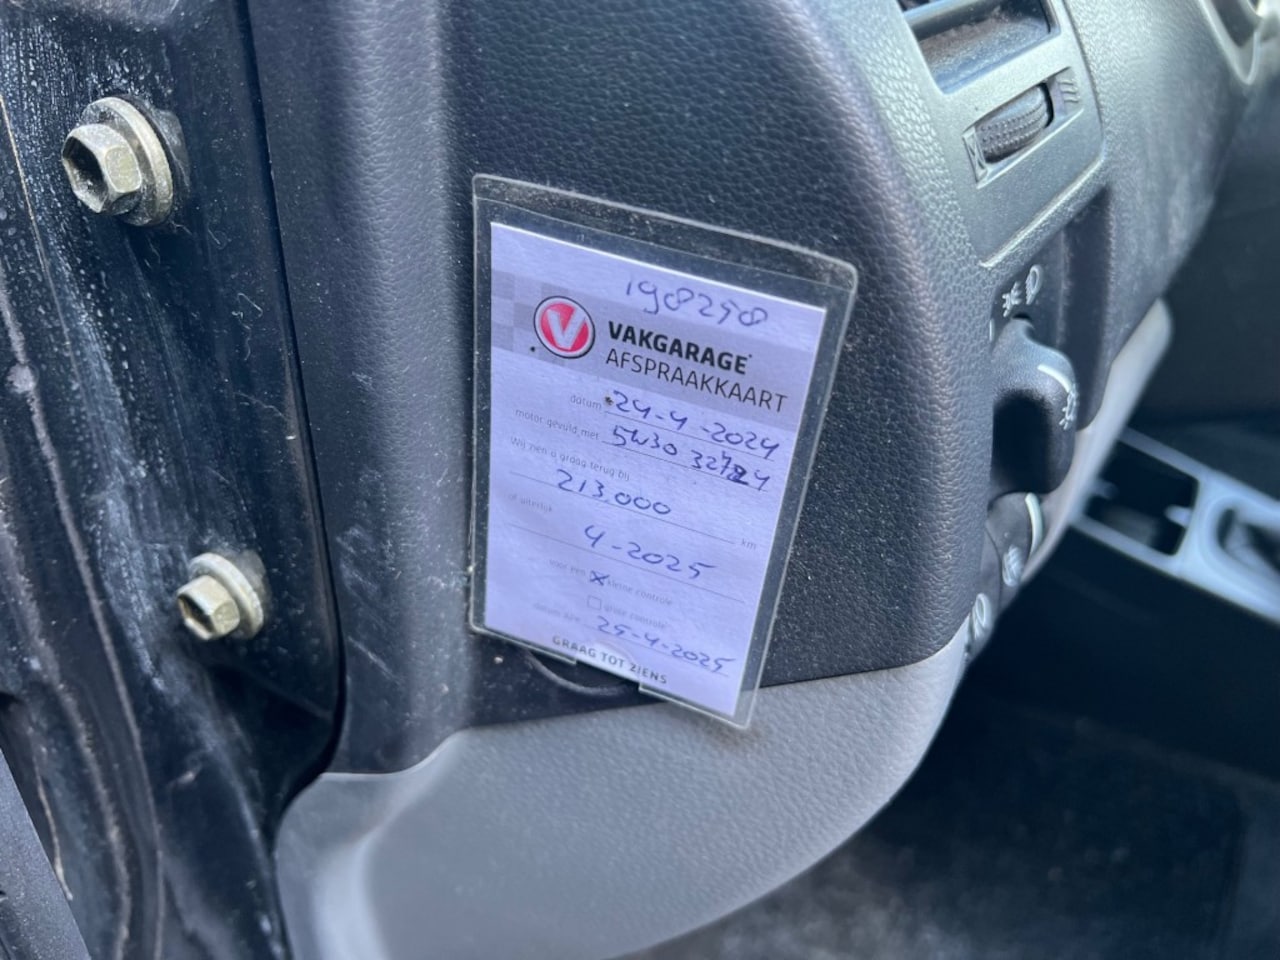 198298
VAKGARAGE
AFSPRAAKKAART
datum 24-4-2024
motor gevuld met 5W30
Wij zien u graag terug bij
213.000 km
of uiterlijk
4-2025
voor een ☒ kleine controle
☐ grote controle
datum APK 25-4-2025
GRAAG TOT ZIENS